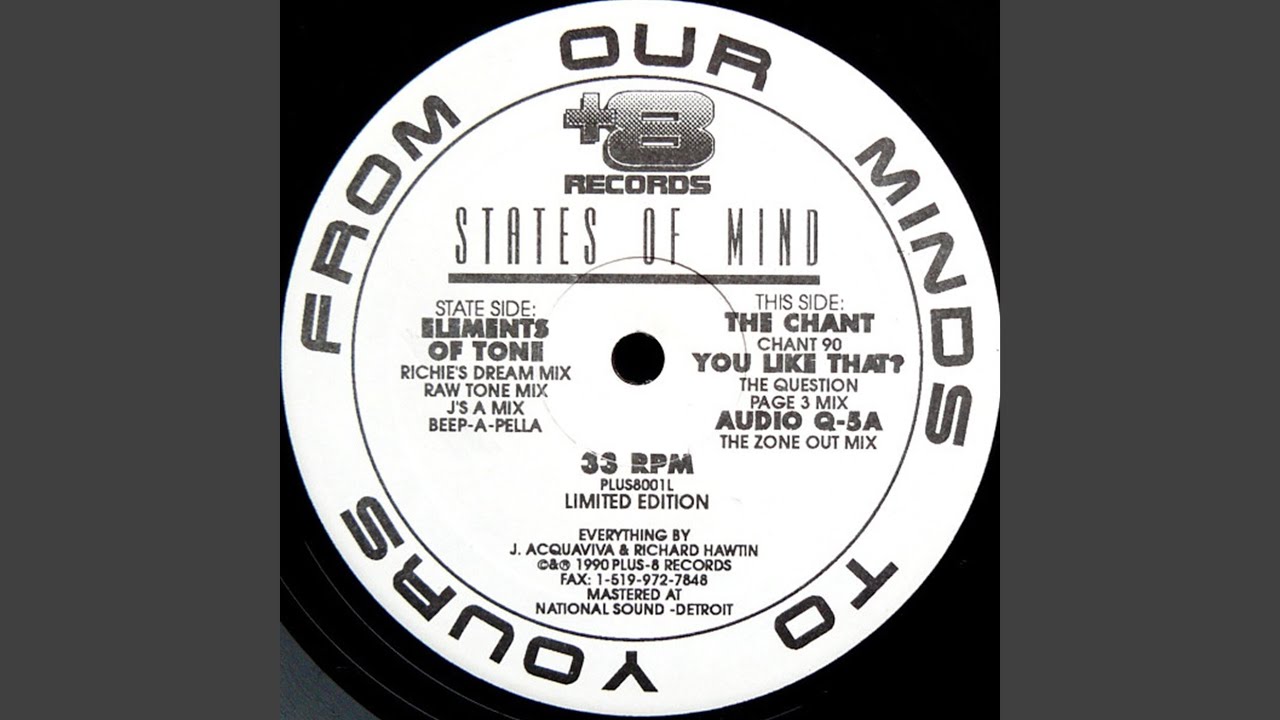 FROM OUR MINDS TO YOURS
+8
RECORDS
STATES OF MIND
STATE SIDE:
ELEMENTS
OF TONE
RICHIE'S DREAM MIX
RAW TONE MIX
J'S A MIX
BEEP-A-PELLA
THIS SIDE:
THE CHANT
CHANT 90
YOU LIKE THAT?
THE QUESTION
PAGE 3 MIX
AUDIO Q-5A
THE ZONE OUT MIX
33 RPM
PLUS8001L
LIMITED EDITION
EVERYTHING BY
J. ACQUAVIVA & RICHARD HAWTIN
©&℗ 1990 PLUS-8 RECORDS
FAX: 1-519-972-7848
MASTERED AT
NATIONAL SOUND -DETROIT